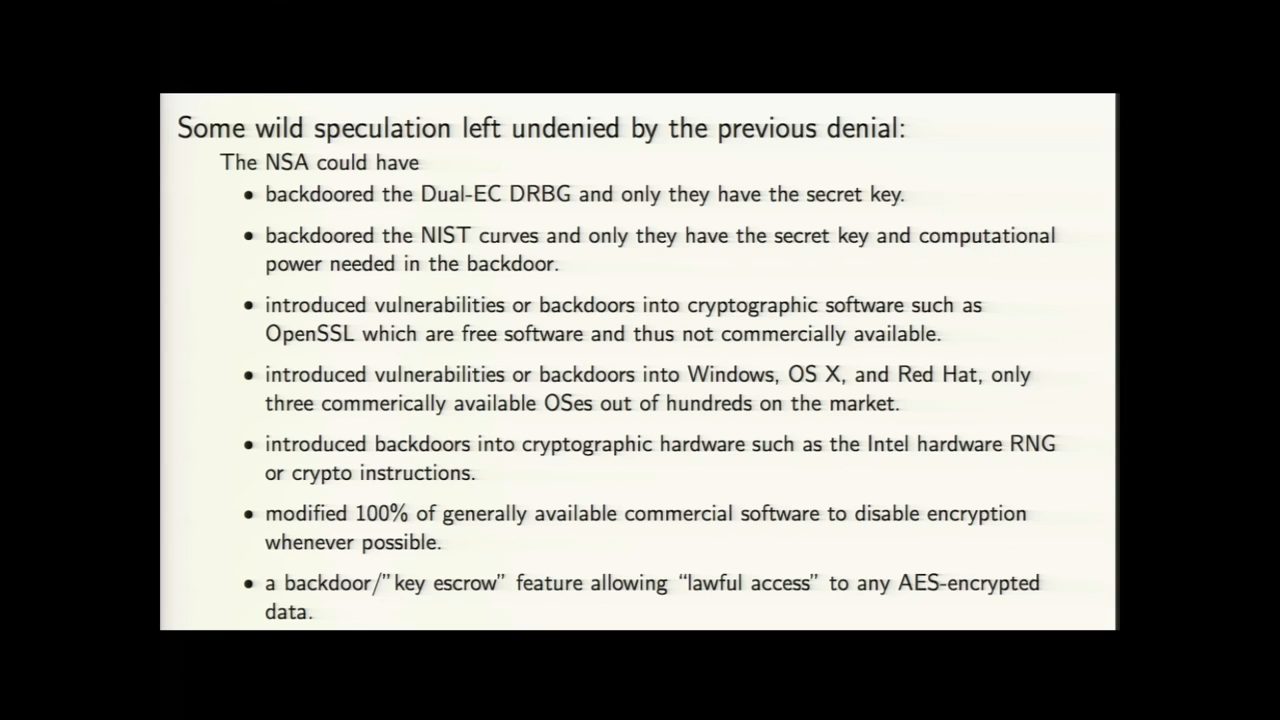 Some wild speculation left undenied by the previous denial:
The NSA could have
• backdoored the Dual-EC DRBG and only they have the secret key.
• backdoored the NIST curves and only they have the secret key and computational
power needed in the backdoor.
• introduced vulnerabilities or backdoors into cryptographic software such as
OpenSSL which are free software and thus not commercially available.
• introduced vulnerabilities or backdoors into Windows, OS X, and Red Hat, only
three commerically available OSes out of hundreds on the market.
• introduced backdoors into cryptographic hardware such as the Intel hardware RNG
or crypto instructions.
• modified 100% of generally available commercial software to disable encryption
whenever possible.
• a backdoor/”key escrow” feature allowing “lawful access” to any AES-encrypted
data.